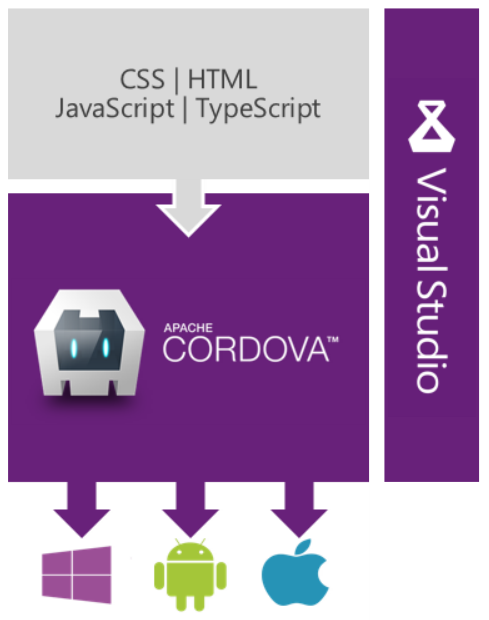 CSS | HTML
JavaScript | TypeScript
APACHE
CORDOVA™
Visual Studio